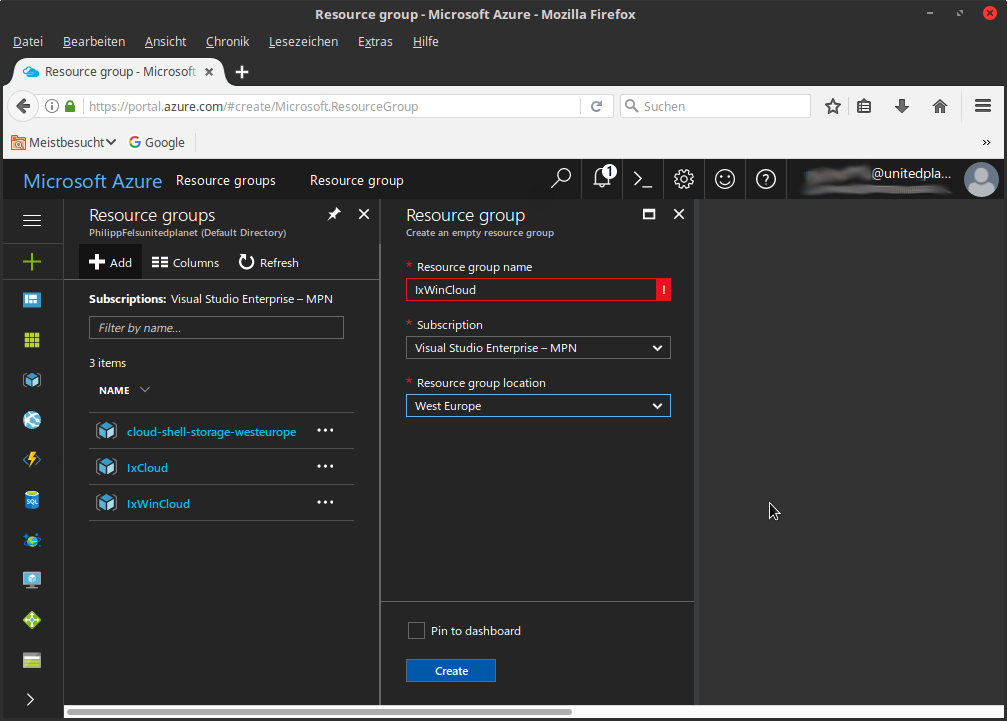 Resource group - Microsoft Azure - Mozilla Firefox
Datei Bearbeiten Ansicht Chronik Lesezeichen Extras Hilfe
Resource group - Microsoft
https://portal.azure.com/#create/Microsoft.ResourceGroup
Suchen
Meistbesucht Google
Microsoft Azure Resource groups Resource group
1
@unitedpla...
Resource groups
PhilippFelsunitedplanet (Default Directory)
Add Columns Refresh
Subscriptions: Visual Studio Enterprise – MPN
Filter by name...
3 items
NAME
cloud-shell-storage-westeurope
IxCloud
IxWinCloud
SQL
Resource group
Create an empty resource group
* Resource group name
IxWinCloud
!
* Subscription
Visual Studio Enterprise – MPN
* Resource group location
West Europe
Pin to dashboard
Create